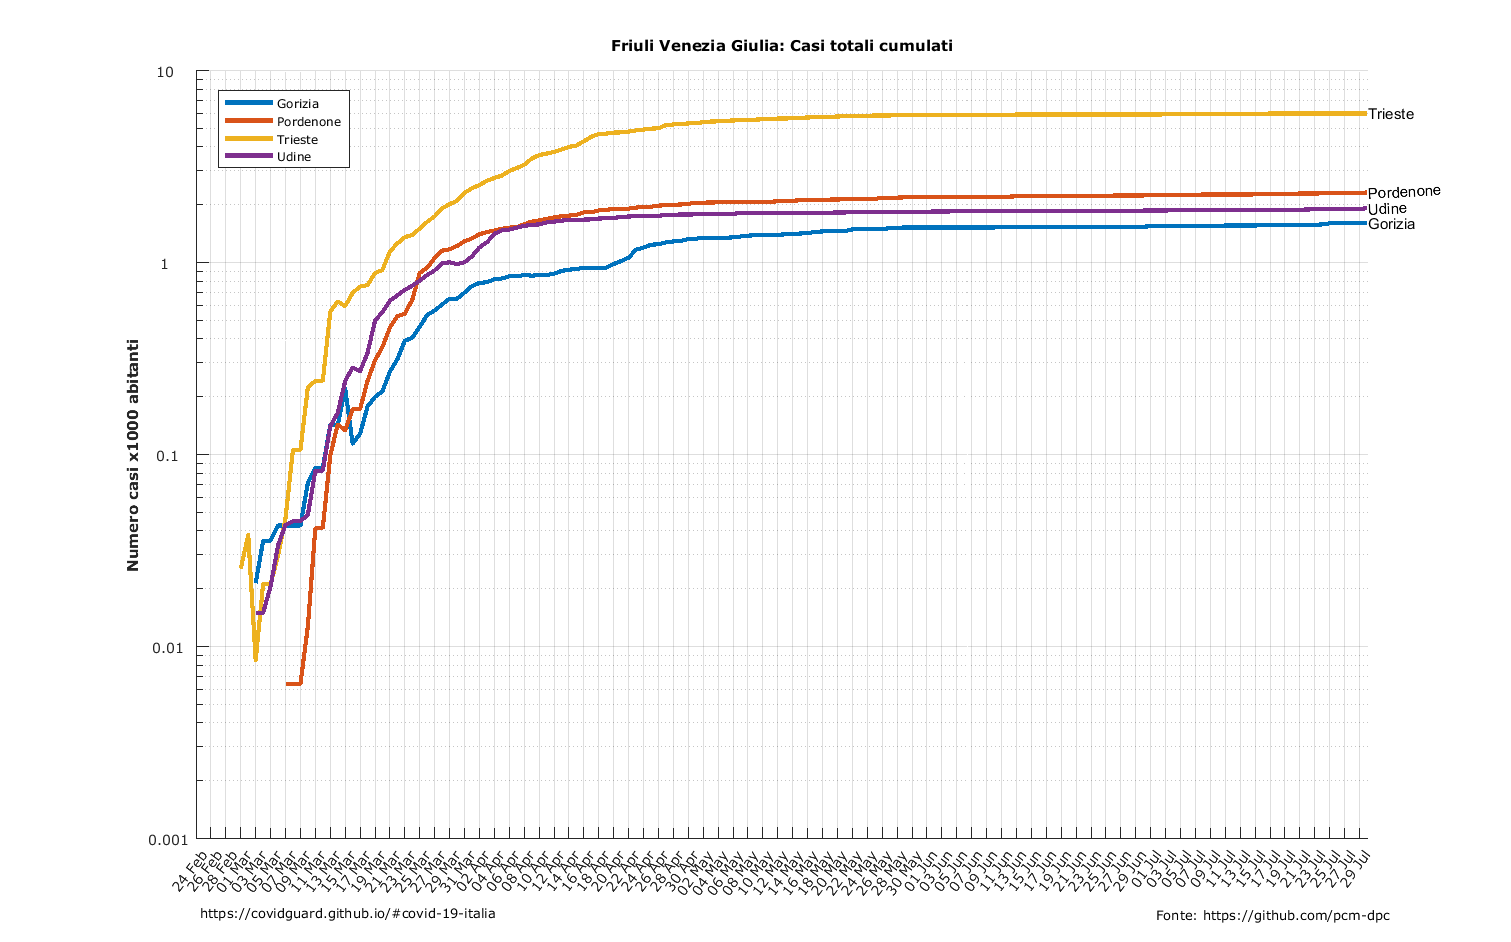 Friuli Venezia Giulia: Casi totali cumulati
10
1
0.1
0.01
0.001
Numero casi x1000 abitanti
Gorizia
Pordenone
Trieste
Udine
Trieste
Pordenone
Udine
Gorizia
24 Feb
26 Feb
28 Feb
01 Mar
03 Mar
05 Mar
07 Mar
09 Mar
11 Mar
13 Mar
15 Mar
17 Mar
19 Mar
21 Mar
23 Mar
25 Mar
27 Mar
29 Mar
31 Mar
02 Apr
04 Apr
06 Apr
08 Apr
10 Apr
12 Apr
14 Apr
16 Apr
18 Apr
20 Apr
22 Apr
24 Apr
26 Apr
28 Apr
30 Apr
02 May
04 May
06 May
08 May
10 May
12 May
14 May
16 May
18 May
20 May
22 May
24 May
26 May
28 May
30 May
01 Jun
03 Jun
05 Jun
07 Jun
09 Jun
11 Jun
13 Jun
15 Jun
17 Jun
19 Jun
21 Jun
23 Jun
25 Jun
27 Jun
29 Jun
01 Jul
03 Jul
05 Jul
07 Jul
09 Jul
11 Jul
13 Jul
15 Jul
17 Jul
19 Jul
21 Jul
23 Jul
25 Jul
27 Jul
29 Jul
https://covidguard.github.io/#covid-19-italia
Fonte: https://github.com/pcm-dpc